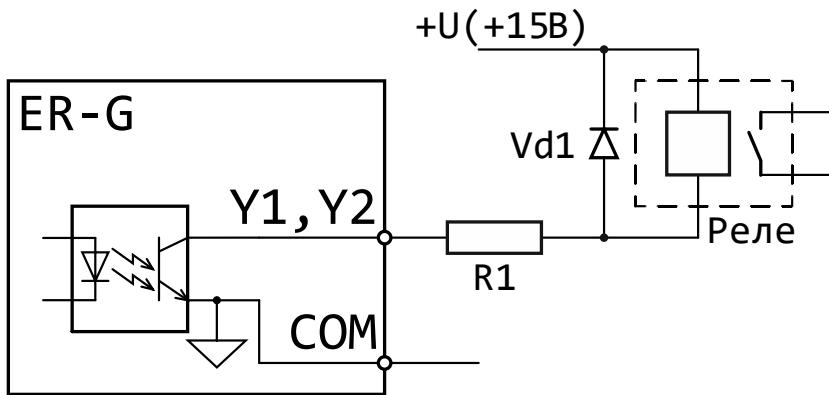 +U(+15В)
ER-G
Vd1
Y1,Y2
Реле
R1
COM